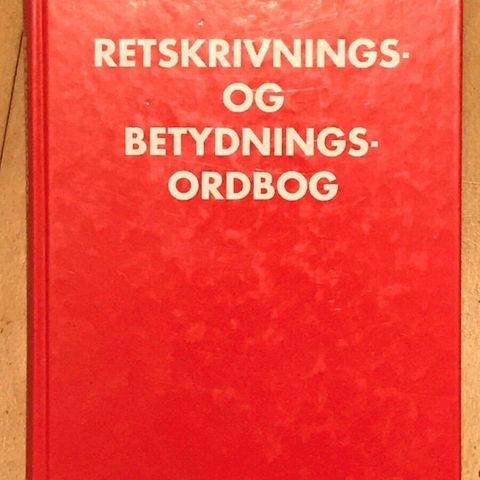 RETSKRIVNINGS-
OG
BETYDNINGS-
ORDBOG